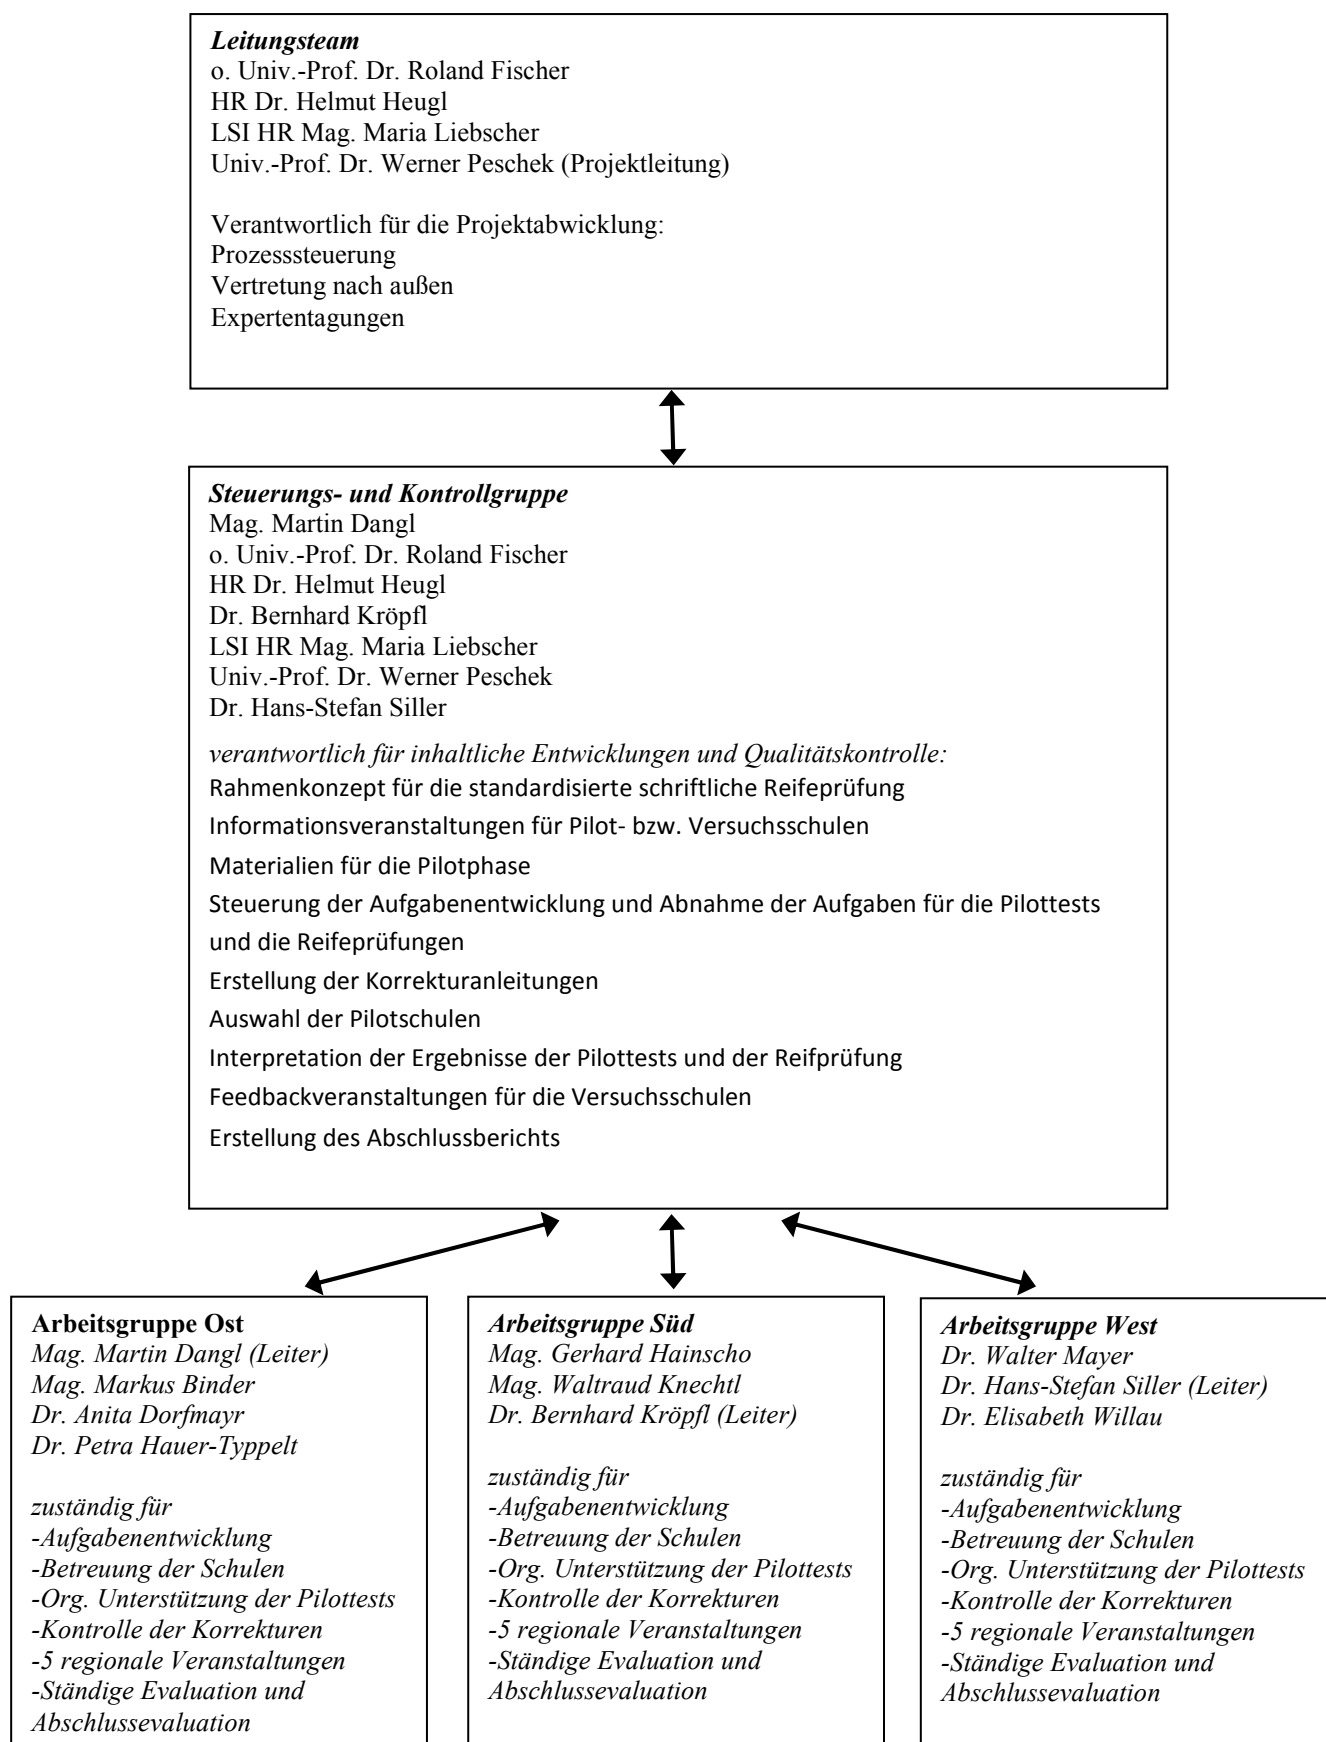 Leitungsteam
o. Univ.-Prof. Dr. Roland Fischer
HR Dr. Helmut Heugl
LSI HR Mag. Maria Liebscher
Univ.-Prof. Dr. Werner Peschek (Projektleitung)
Verantwortlich für die Projektabwicklung:
Prozesssteuerung
Vertretung nach außen
Expertentagungen
Steuerungs- und Kontrollgruppe
Mag. Martin Dangl
o. Univ.-Prof. Dr. Roland Fischer
HR Dr. Helmut Heugl
Dr. Bernhard Kröpfl
LSI HR Mag. Maria Liebscher
Univ.-Prof. Dr. Werner Peschek
Dr. Hans-Stefan Siller
verantwortlich für inhaltliche Entwicklungen und Qualitätskontrolle:
Rahmenkonzept für die standardisierte schriftliche Reifeprüfung
Informationsveranstaltungen für Pilot- bzw. Versuchsschulen
Materialien für die Pilotphase
Steuerung der Aufgabenentwicklung und Abnahme der Aufgaben für die Pilottests
und die Reifeprüfungen
Erstellung der Korrekturanleitungen
Auswahl der Pilotschulen
Interpretation der Ergebnisse der Pilottests und der Reifprüfung
Feedbackveranstaltungen für die Versuchsschulen
Erstellung des Abschlussberichts
Arbeitsgruppe Ost
Mag. Martin Dangl (Leiter)
Mag. Markus Binder
Dr. Anita Dorfmayr
Dr. Petra Hauer-Typpelt
zuständig für
-Aufgabenentwicklung
-Betreuung der Schulen
-Org. Unterstützung der Pilottests
-Kontrolle der Korrekturen
-5 regionale Veranstaltungen
-Ständige Evaluation und
Abschlussevaluation
Arbeitsgruppe Süd
Mag. Gerhard Hainscho
Mag. Waltraud Knechtl
Dr. Bernhard Kröpfl (Leiter)
zuständig für
-Aufgabenentwicklung
-Betreuung der Schulen
-Org. Unterstützung der Pilottests
-Kontrolle der Korrekturen
-5 regionale Veranstaltungen
-Ständige Evaluation und
Abschlussevaluation
Arbeitsgruppe West
Dr. Walter Mayer
Dr. Hans-Stefan Siller (Leiter)
Dr. Elisabeth Willau
zuständig für
-Aufgabenentwicklung
-Betreuung der Schulen
-Org. Unterstützung der Pilottests
-Kontrolle der Korrekturen
-5 regionale Veranstaltungen
-Ständige Evaluation und
Abschlussevaluation